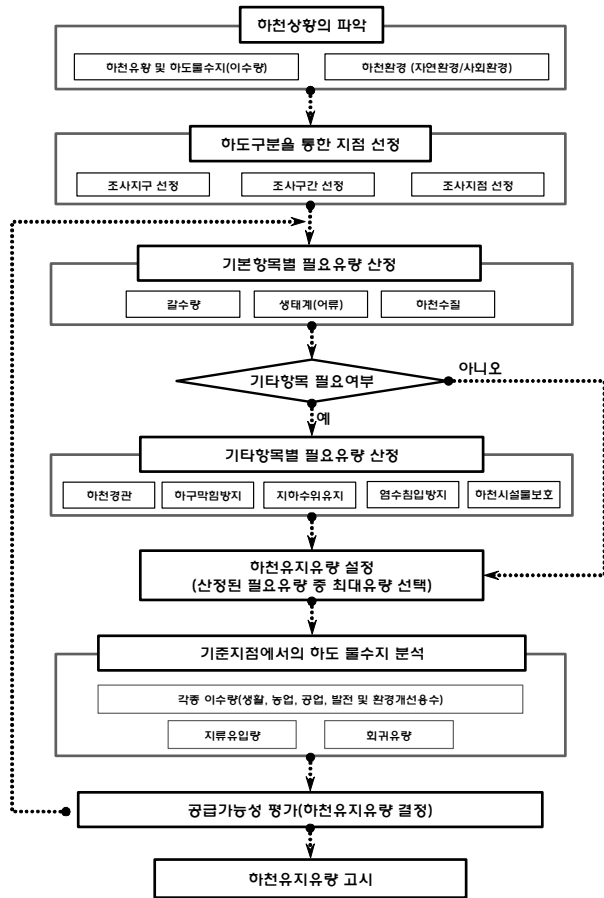 하천상황의 파악
하천유황 및 하도물수지(이수량)
하천환경 (자연환경/사회환경)
하도구분을 통한 지점 선정
조사지구 선정
조사구간 선정
조사지점 선정
기본항목별 필요유량 산정
갈수량
생태계(어류)
하천수질
기타항목 필요여부
아니오
예
기타항목별 필요유량 산정
하천경관
하구막힘방지
지하수위유지
염수침입방지
하천시설물보호
하천유지유량 설정
(산정된 필요유량 중 최대유량 선택)
기준지점에서의 하도 물수지 분석
각종 이수량(생활, 농업, 공업, 발전 및 환경개선용수)
지류유입량
회귀유량
공급가능성 평가(하천유지유량 결정)
하천유지유량 고시